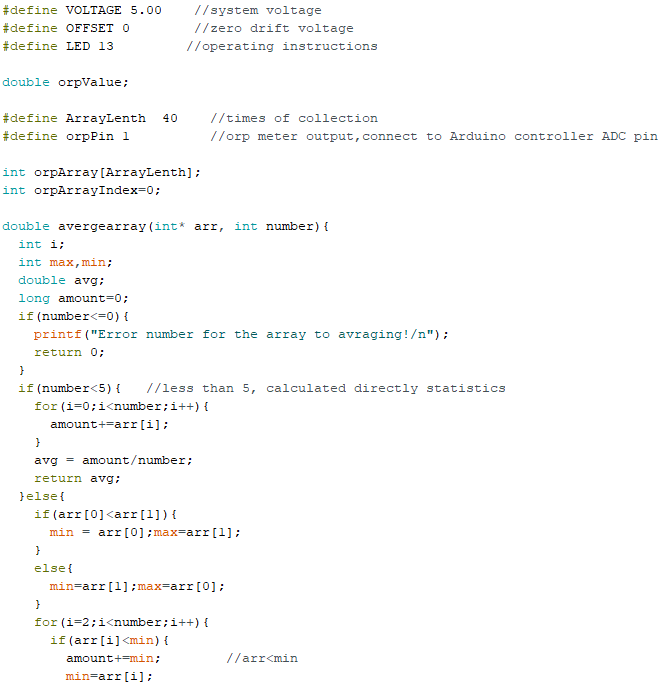 #define VOLTAGE 5.00    //system voltage
#define OFFSET 0        //zero drift voltage
#define LED 13         //operating instructions

double orpValue;

#define ArrayLenth  40    //times of collection
#define orpPin 1          //orp meter output,connect to Arduino controller ADC pin

int orpArray[ArrayLenth];
int orpArrayIndex=0;

double avergearray(int* arr, int number){
  int i;
  int max,min;
  double avg;
  long amount=0;
  if(number<=0){
    printf("Error number for the array to avraging!/n");
    return 0;
  }
  if(number<5){   //less than 5, calculated directly statistics
    for(i=0;i<number;i++){
      amount+=arr[i];
    }
    avg = amount/number;
    return avg;
  }else{
    if(arr[0]<arr[1]){
      min = arr[0];max=arr[1];
    }
    else{
      min=arr[1];max=arr[0];
    }
    for(i=2;i<number;i++){
      if(arr[i]<min){
        amount+=min;        //arr<min
        min=arr[i];